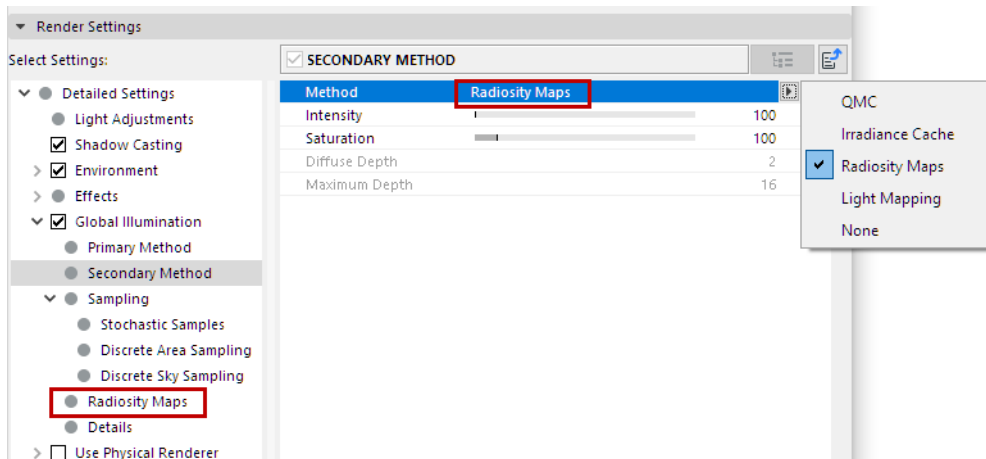 Render Settings
Select Settings:
SECONDARY METHOD
Detailed Settings
Light Adjustments
Shadow Casting
Environment
Effects
Global Illumination
Primary Method
Secondary Method
Sampling
Stochastic Samples
Discrete Area Sampling
Discrete Sky Sampling
Radiosity Maps
Details
Use Physical Renderer
Method Radiosity Maps
Intensity 100
Saturation 100
Diffuse Depth 2
Maximum Depth 16
QMC
Irradiance Cache
Radiosity Maps
Light Mapping
None